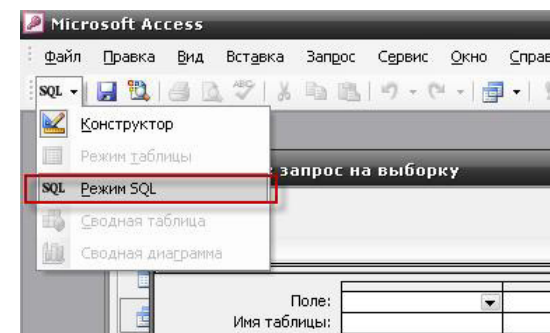 Microsoft Access
Файл Правка Вид Вставка Запрос Сервис Окно Справ
SQL
Конструктор
Режим таблицы
: запрос на выборку
SQL Режим SQL
Сводная таблица
Сводная диаграмма
Поле:
Имя таблицы: